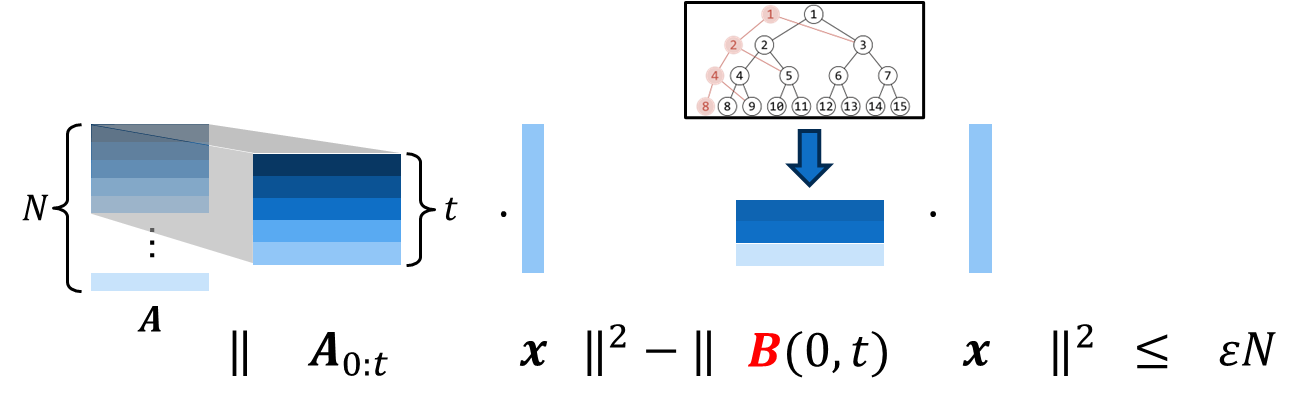 1 1
2 2 3
4 4 5 6 7
8 8 9 10 11 12 13 14 15
N t · ·
⋮
A
‖ A₀:ₜ x ‖² − ‖ B(0, t) x ‖² ≤ εN